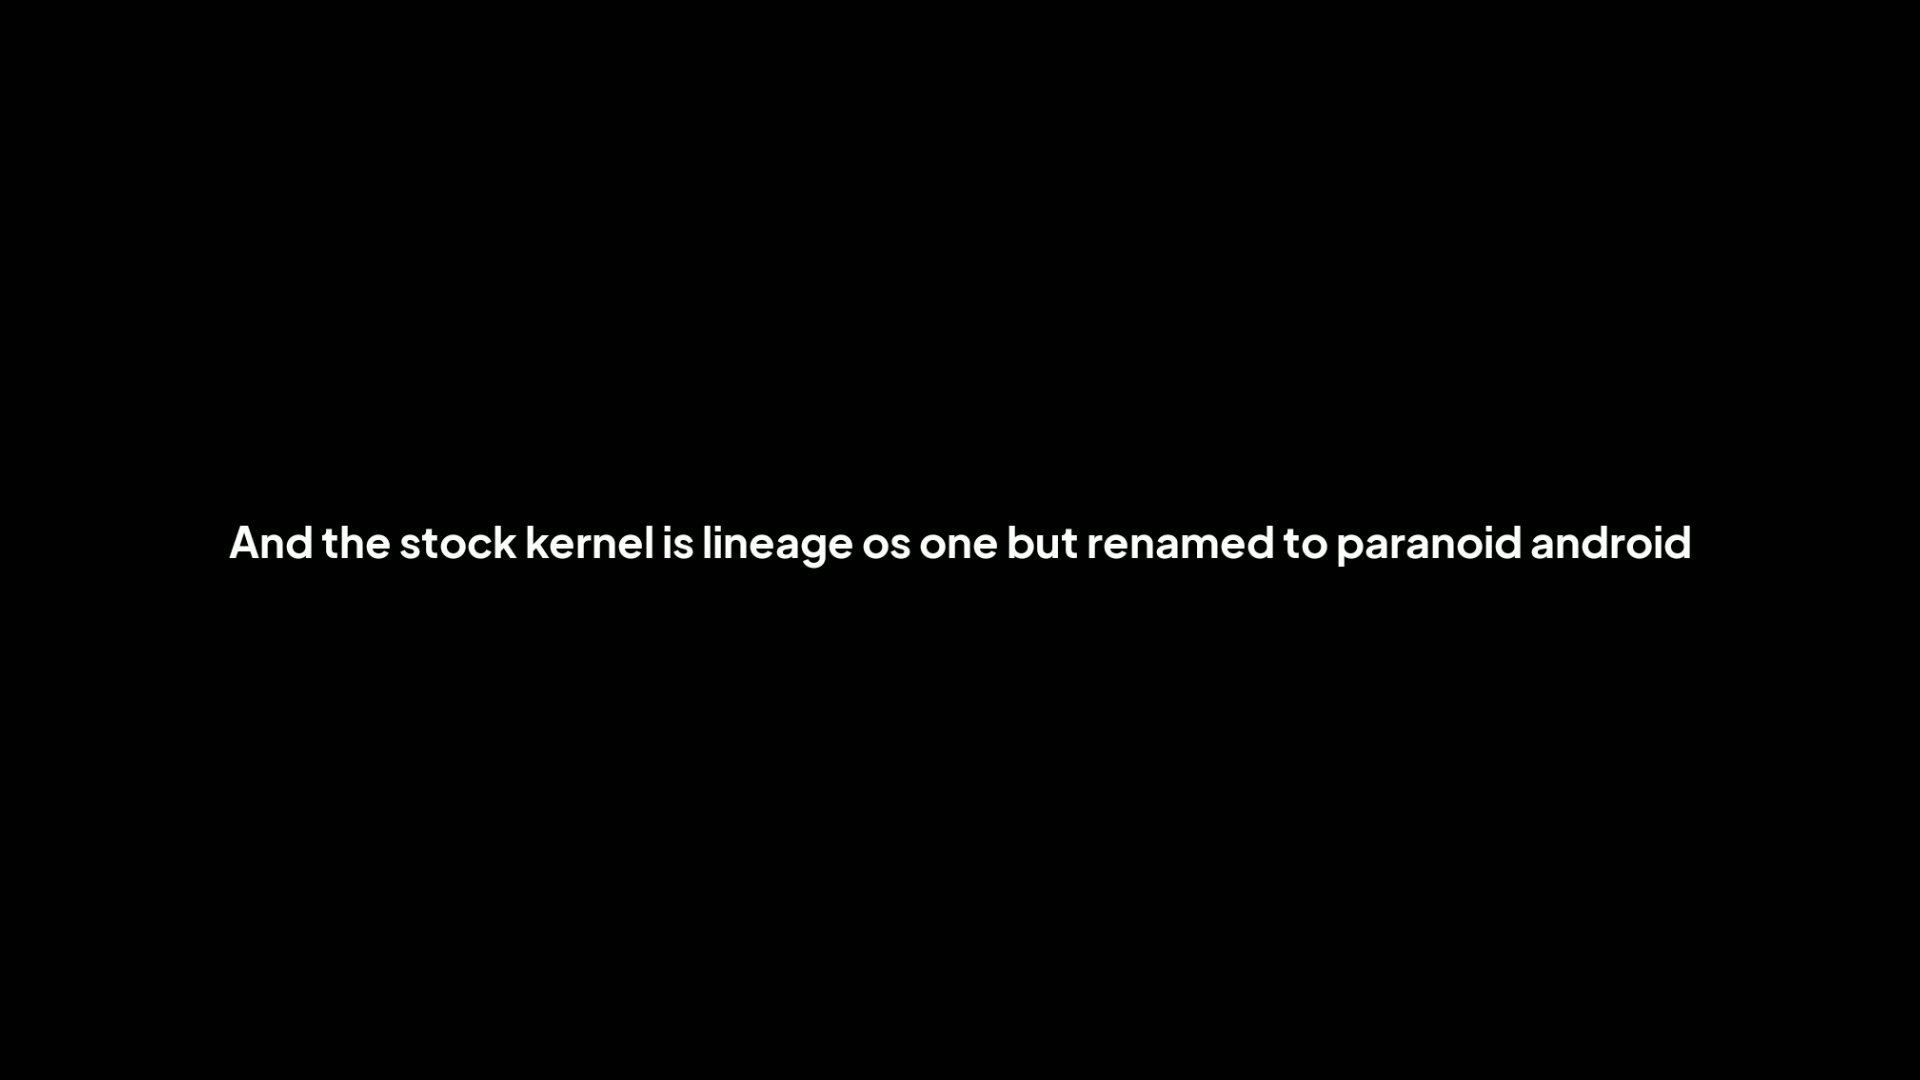 And the stock kernel is lineage os one but renamed to paranoid android